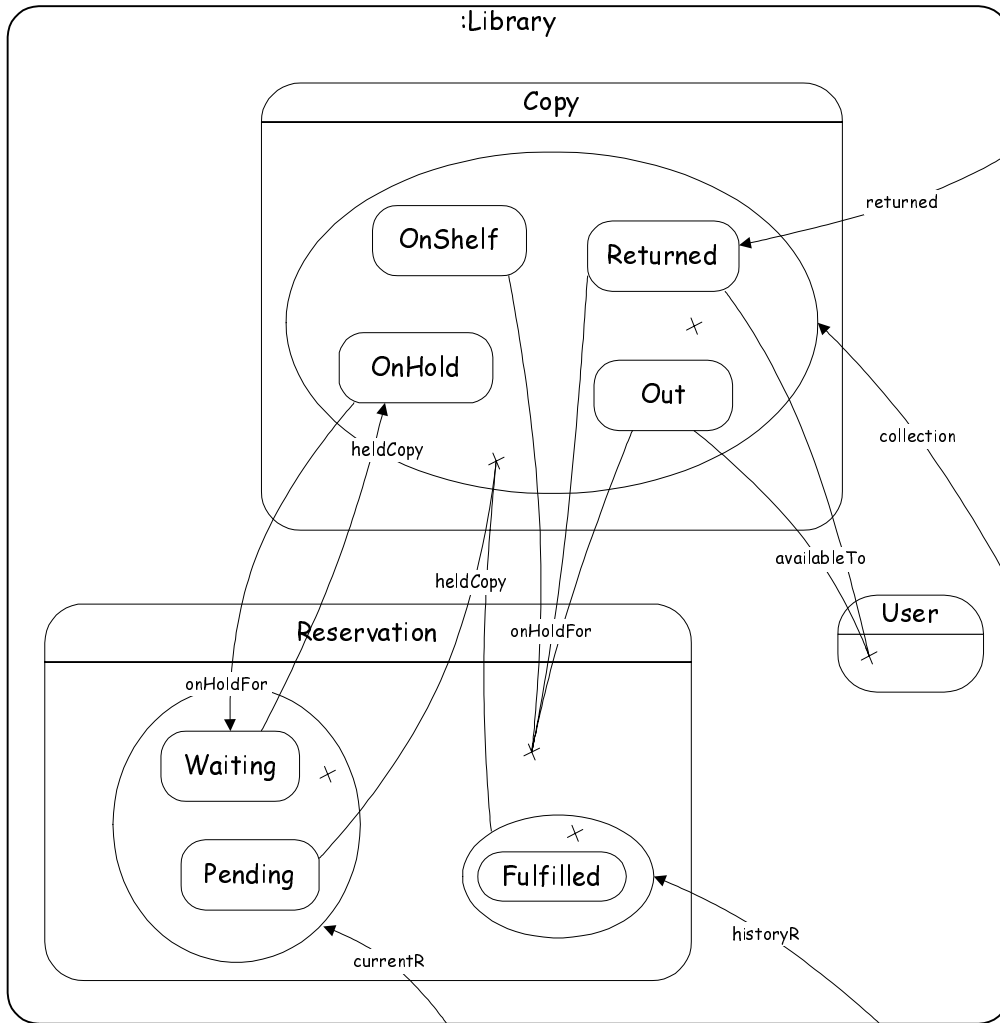 :Library
Copy
returned
OnShelf
Returned
OnHold
Out
collection
heldCopy
availableTo
heldCopy
User
onHoldFor
Reservation
onHoldFor
Waiting
Pending
Fulfilled
historyR
currentR